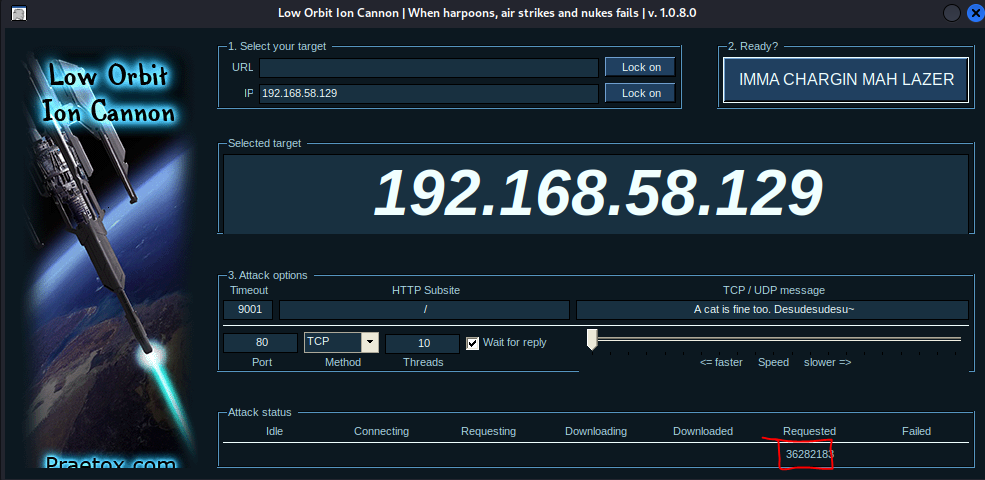 Low Orbit Ion Cannon | When harpoons, air strikes and nukes fails | v. 1.0.8.0
Low Orbit
Ion Cannon
Praetox.com
1. Select your target
URL
Lock on
IP 192.168.58.129
Lock on
2. Ready?
IMMA CHARGIN MAH LAZER
Selected target
192.168.58.129
3. Attack options
Timeout HTTP Subsite TCP / UDP message
9001 / A cat is fine too. Desudesudesu~
80 TCP 10 Wait for reply
Port Method Threads <= faster Speed slower =>
Attack status
Idle Connecting Requesting Downloading Downloaded Requested Failed
36282183